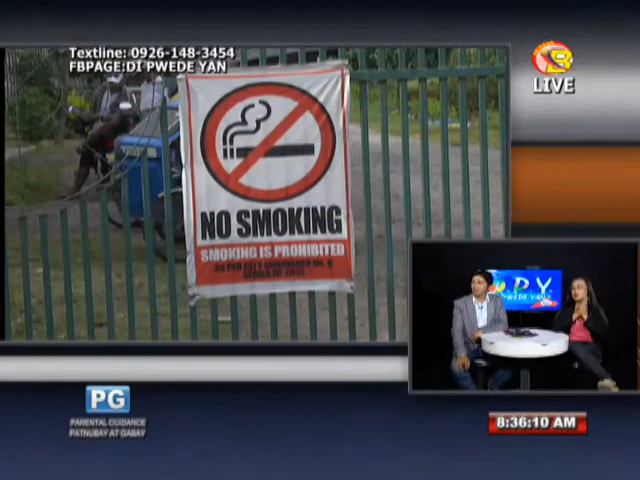 Textline: 0926-148-3454
FBPAGE:DI PWEDE YAN
LIVE
NO SMOKING
SMOKING IS PROHIBITED
PWEDE YAN
PG
PARENTAL GUIDANCE
PATNUBAY AT GABAY
8:36:10 AM